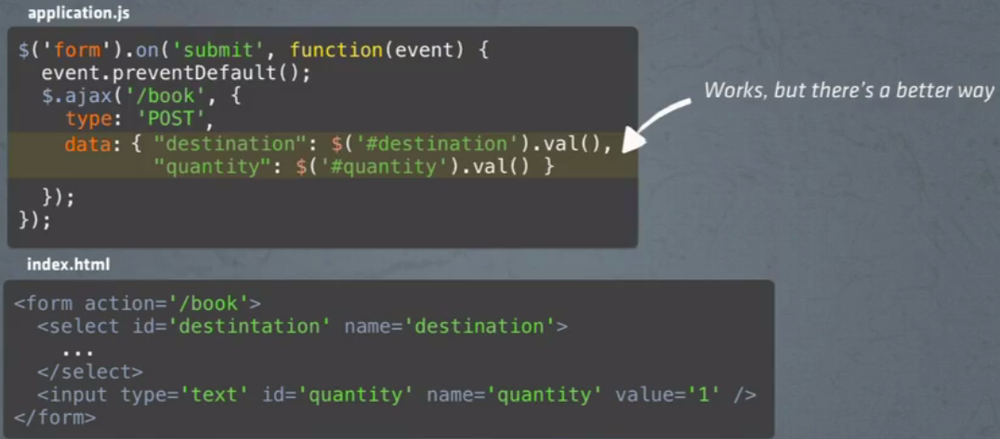 application.js
$('form').on('submit', function(event) {
event.preventDefault();
$.ajax('/book', {
type: 'POST',
data: { "destination": $('#destination').val(),
"quantity": $('#quantity').val() }
});
});
Works, but there's a better way
index.html
<form action='/book'>
<select id='destintation' name='destination'>
...
</select>
<input type='text' id='quantity' name='quantity' value='1' />
</form>